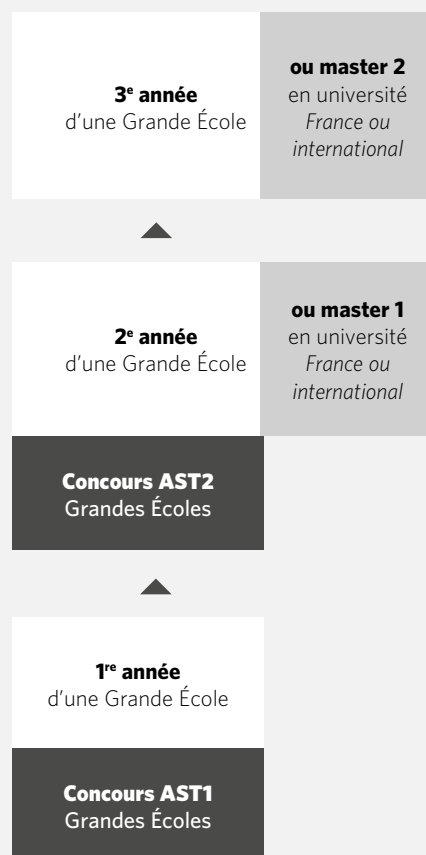 3e année
d'une Grande École
ou master 2
en université
France ou
international
2e année
d'une Grande École
ou master 1
en université
France ou
international
Concours AST2
Grandes Écoles
1re année
d'une Grande École
Concours AST1
Grandes Écoles